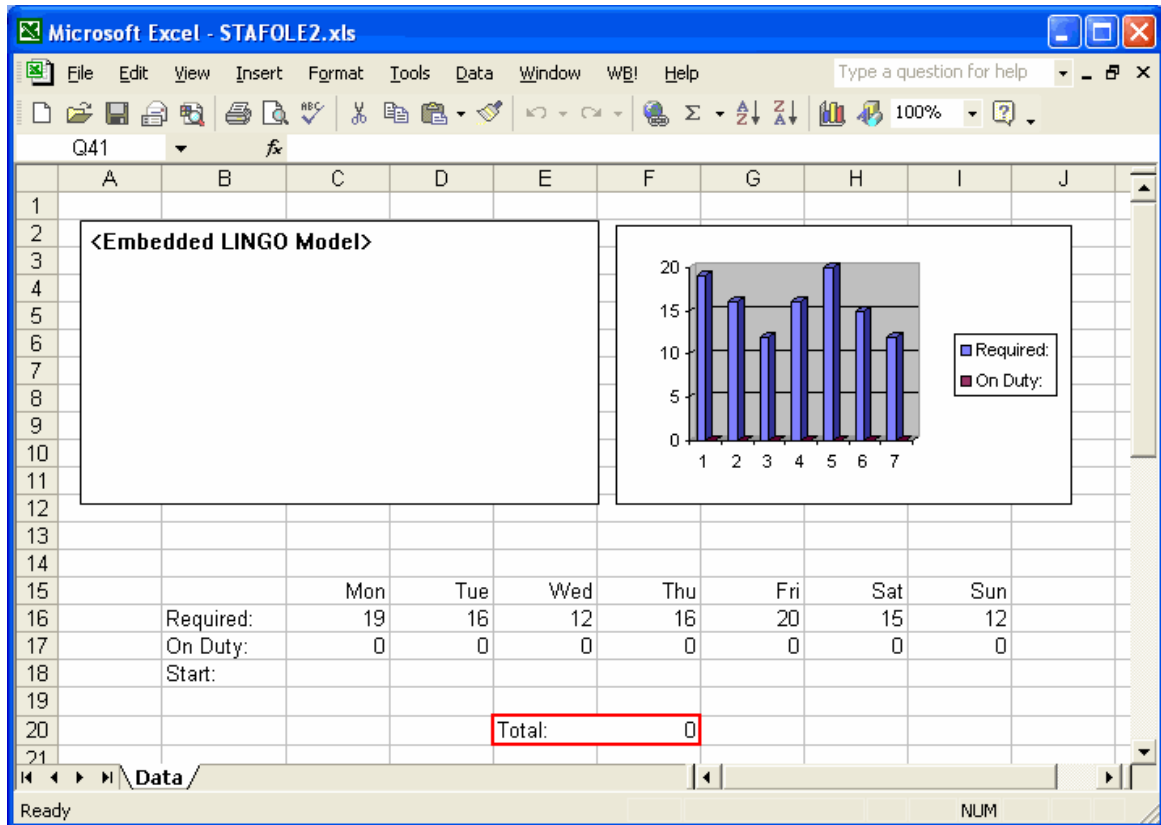 Microsoft Excel - STAFOLE2.xls
File Edit View Insert Format Tools Data Window WB! Help Type a question for help
100%
Q41 fx
A B C D E F G H I J
1
2
3
4
5
6
7
8
9
10
11
12
13
14
15
16
17
18
19
20
21
<Embedded LINGO Model>
20
15
10
5
0
1 2 3 4 5 6 7
Required:
On Duty:
Mon Tue Wed Thu Fri Sat Sun
Required: 19 16 12 16 20 15 12
On Duty: 0 0 0 0 0 0 0
Start:
Total: 0
Data
Ready NUM